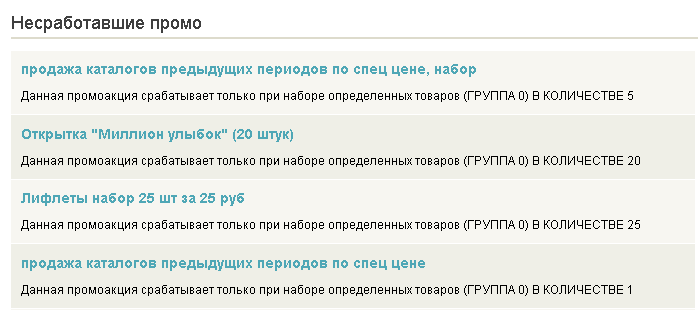 Несработавшие промо
продажа каталогов предыдущих периодов по спец цене, набор
Данная промоакция срабатывает только при наборе определенных товаров (ГРУППА 0) В КОЛИЧЕСТВЕ 5
Открытка "Миллион улыбок" (20 штук)
Данная промоакция срабатывает только при наборе определенных товаров (ГРУППА 0) В КОЛИЧЕСТВЕ 20
Лифлеты набор 25 шт за 25 руб
Данная промоакция срабатывает только при наборе определенных товаров (ГРУППА 0) В КОЛИЧЕСТВЕ 25
продажа каталогов предыдущих периодов по спец цене
Данная промоакция срабатывает только при наборе определенных товаров (ГРУППА 0) В КОЛИЧЕСТВЕ 1